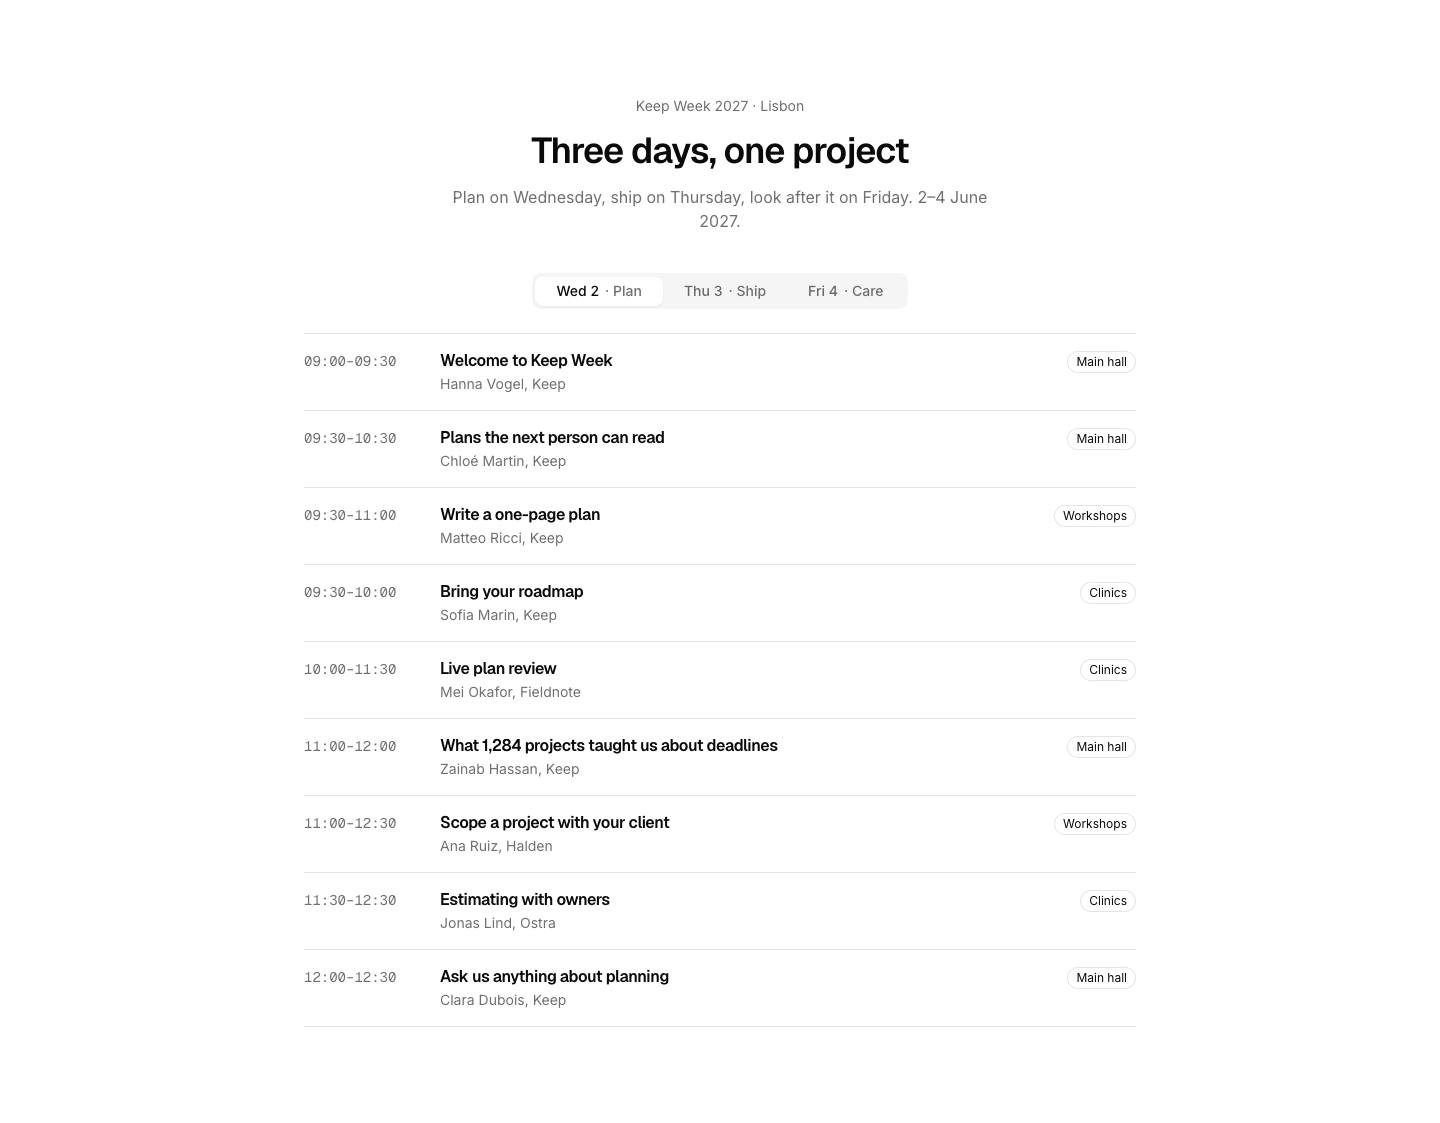 Keep Week 2027 · Lisbon
Three days, one project
Plan on Wednesday, ship on Thursday, look after it on Friday. 2–4 June
2027.
Wed 2 · Plan Thu 3 · Ship Fri 4 · Care
09:00–09:30 Welcome to Keep Week Main hall
Hanna Vogel, Keep
09:30–10:30 Plans the next person can read Main hall
Chloé Martin, Keep
09:30–11:00 Write a one-page plan Workshops
Matteo Ricci, Keep
09:30–10:00 Bring your roadmap Clinics
Sofia Marin, Keep
10:00–11:30 Live plan review Clinics
Mei Okafor, Fieldnote
11:00–12:00 What 1,284 projects taught us about deadlines Main hall
Zainab Hassan, Keep
11:00–12:30 Scope a project with your client Workshops
Ana Ruiz, Halden
11:30–12:30 Estimating with owners Clinics
Jonas Lind, Ostra
12:00–12:30 Ask us anything about planning Main hall
Clara Dubois, Keep